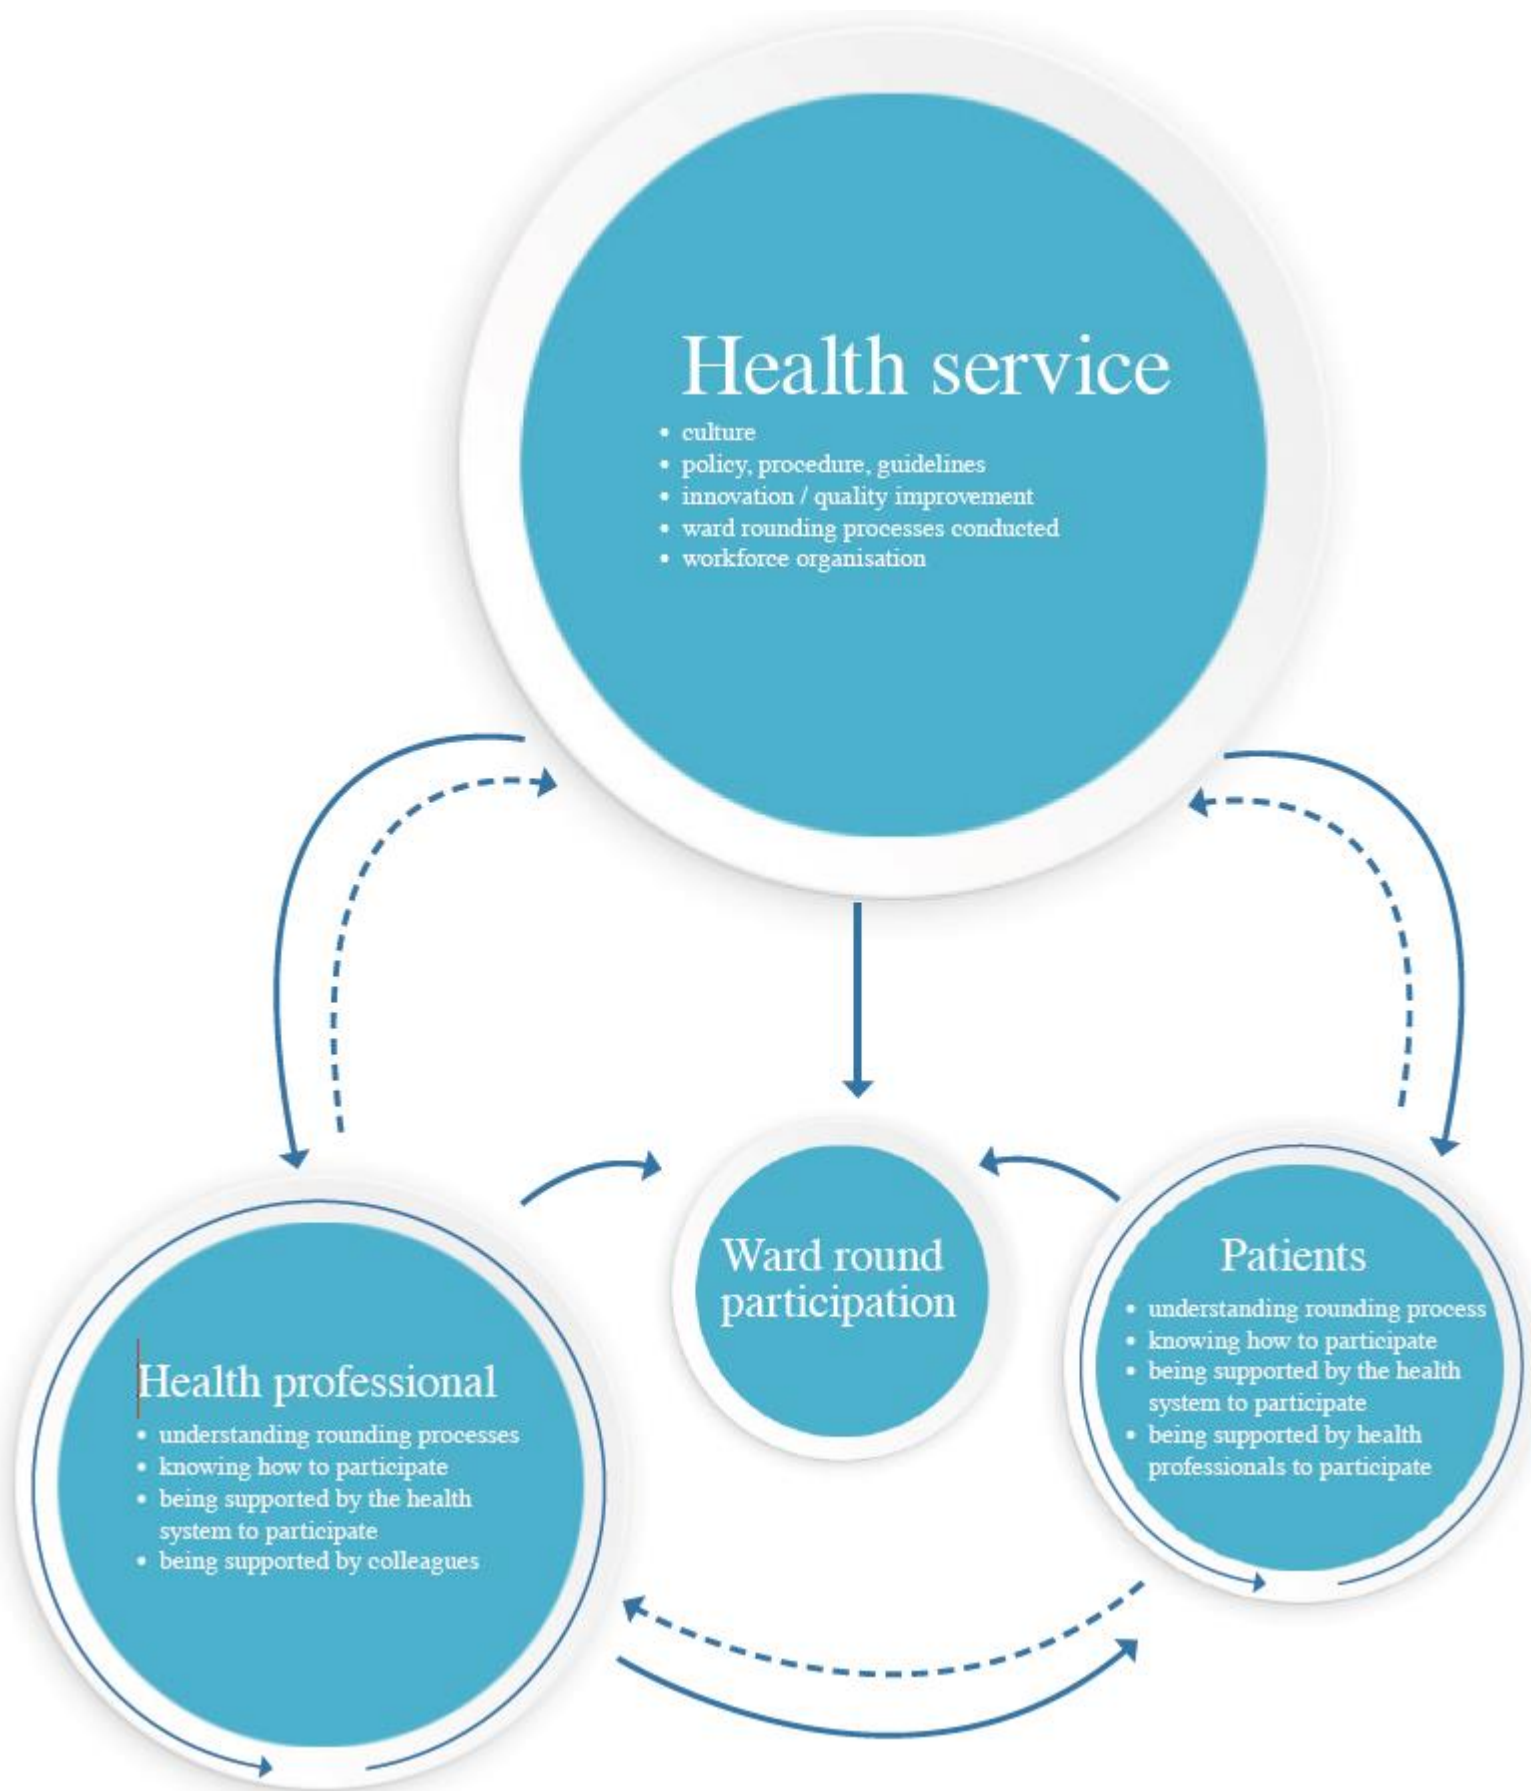 Health service
• culture
• policy, procedure, guidelines
• innovation / quality improvement
• ward rounding processes conducted
• workforce organisation
Ward round
participation
Patients
• understanding rounding process
• knowing how to participate
• being supported by the health
system to participate
• being supported by health
professionals to participate
Health professional
• understanding rounding processes
• knowing how to participate
• being supported by the health
system to participate
• being supported by colleagues